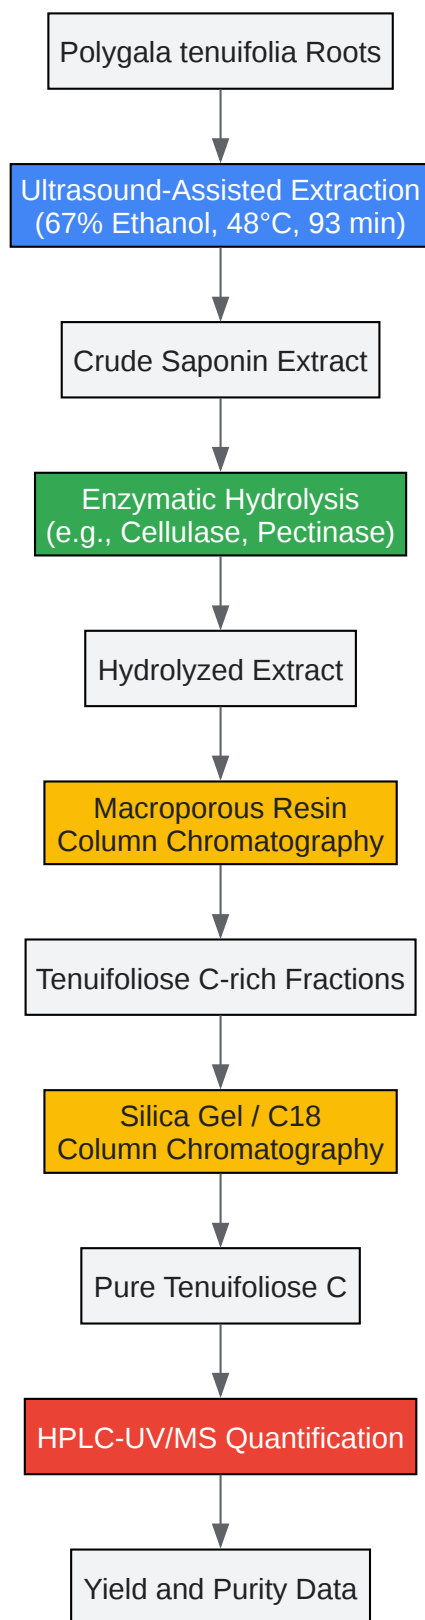 Polygala tenuifolia Roots
Ultrasound-Assisted Extraction
(67% Ethanol, 48°C, 93 min)
Crude Saponin Extract
Enzymatic Hydrolysis
(e.g., Cellulase, Pectinase)
Hydrolyzed Extract
Macroporous Resin
Column Chromatography
Tenuifoliose C-rich Fractions
Silica Gel / C18
Column Chromatography
Pure Tenuifoliose C
HPLC-UV/MS Quantification
Yield and Purity Data